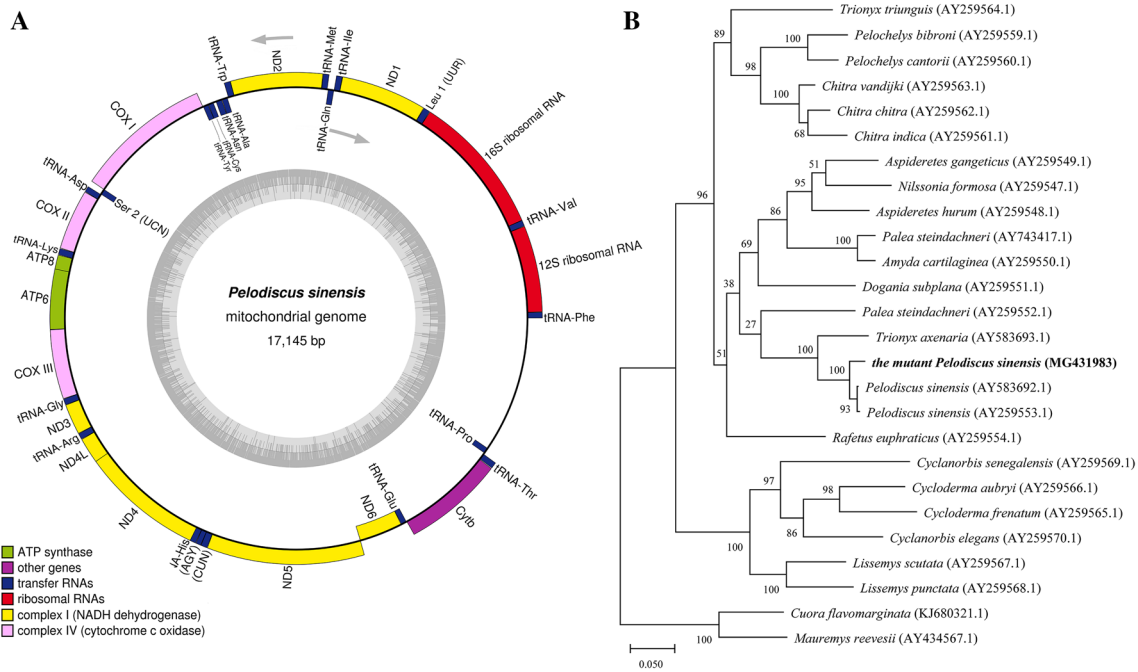 A
tRNA-Met
tRNA-Ile
ND2
ND1
tRNA-Trp
Leu 1 (UUR)
tRNA-Gln
tRNA-Ala
tRNA-Asn
tRNA-Cys
tRNA-Tyr
COX I
16S ribosomal RNA
tRNA-Asp
Ser 2 (UCN)
COX II
tRNA-Val
tRNA-Lys
ATP8
12S ribosomal RNA
ATP6
Pelodiscus sinensis
mitochondrial genome
17,145 bp
tRNA-Phe
COX III
tRNA-Gly
ND3
tRNA-Arg
ND4L
tRNA-Pro
tRNA-Thr
tRNA-Glu
ND6
Cytb
ND4
IA-His
(AGY)
(CUN)
ND5
ATP synthase
other genes
transfer RNAs
ribosomal RNAs
complex I (NADH dehydrogenase)
complex IV (cytochrome c oxidase)
B
Trionyx triunguis (AY259564.1)
89
Pelochelys bibroni (AY259559.1)
100
Pelochelys cantorii (AY259560.1)
98
Chitra vandijki (AY259563.1)
100
Chitra chitra (AY259562.1)
68
Chitra indica (AY259561.1)
Aspideretes gangeticus (AY259549.1)
51
Nilssonia formosa (AY259547.1)
95
96
Aspideretes hurum (AY259548.1)
86
Palea steindachneri (AY743417.1)
100
Amyda cartilaginea (AY259550.1)
69
Dogania subplana (AY259551.1)
38
Palea steindachneri (AY259552.1)
27
Trionyx axenaria (AY583693.1)
100
the mutant Pelodiscus sinensis (MG431983)
51
100
Pelodiscus sinensis (AY583692.1)
93
Pelodiscus sinensis (AY259553.1)
Rafetus euphraticus (AY259554.1)
Cyclanorbis senegalensis (AY259569.1)
97
Cycloderma aubryi (AY259566.1)
98
Cycloderma frenatum (AY259565.1)
86
Cyclanorbis elegans (AY259570.1)
100
Lissemys scutata (AY259567.1)
100
Lissemys punctata (AY259568.1)
Cuora flavomarginata (KJ680321.1)
100
Mauremys reevesii (AY434567.1)
0.050